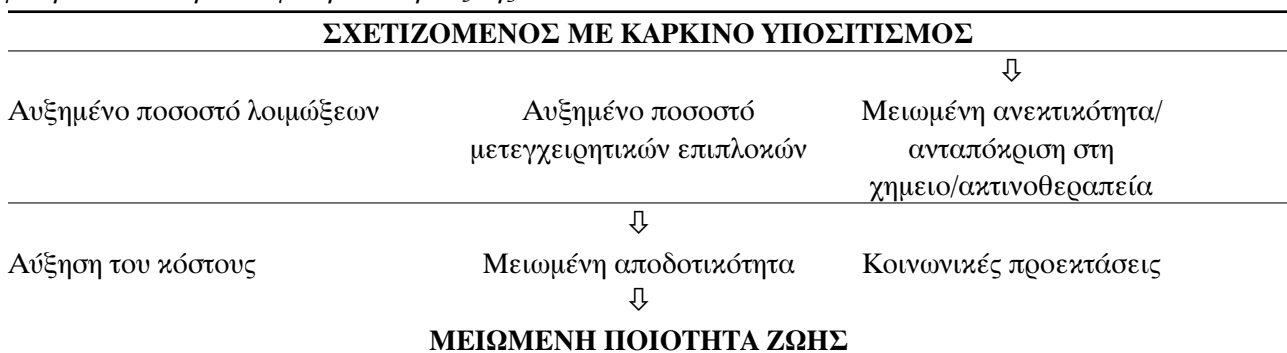 ΣΧΕΤΙΖΟΜΕΝΟΣ ΜΕ ΚΑΡΚΙΝΟ ΥΠΟΣΙΤΙΣΜΟΣ
⇩
Αυξημένο ποσοστό λοιμώξεων Αυξημένο ποσοστό Μειωμένη ανεκτικότητα/
μετεγχειρητικών επιπλοκών ανταπόκριση στη
χημειο/ακτινοθεραπεία
⇩
Αύξηση του κόστους Μειωμένη αποδοτικότητα Κοινωνικές προεκτάσεις
⇩
ΜΕΙΩΜΕΝΗ ΠΟΙΟΤΗΤΑ ΖΩΗΣ